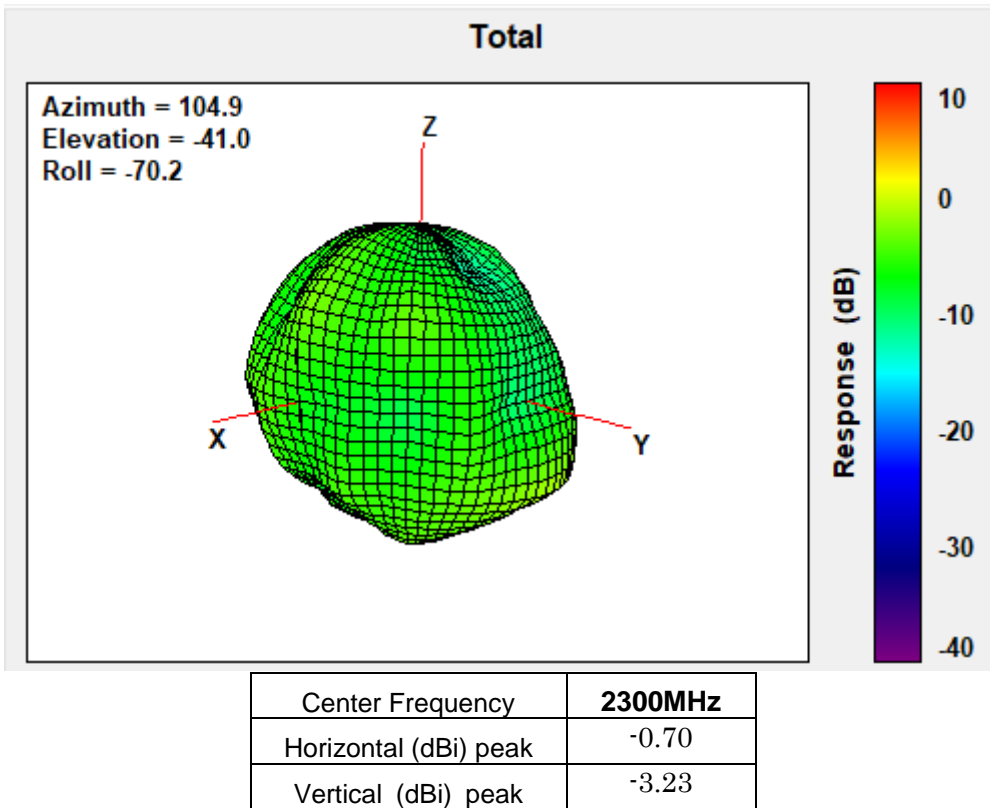 Total
Azimuth = 104.9
Elevation = -41.0
Roll = -70.2
Z
X
Y
10
0
-10
-20
-30
-40
Response (dB)
Center Frequency 2300MHz
Horizontal (dBi) peak -0.70
Vertical (dBi) peak -3.23